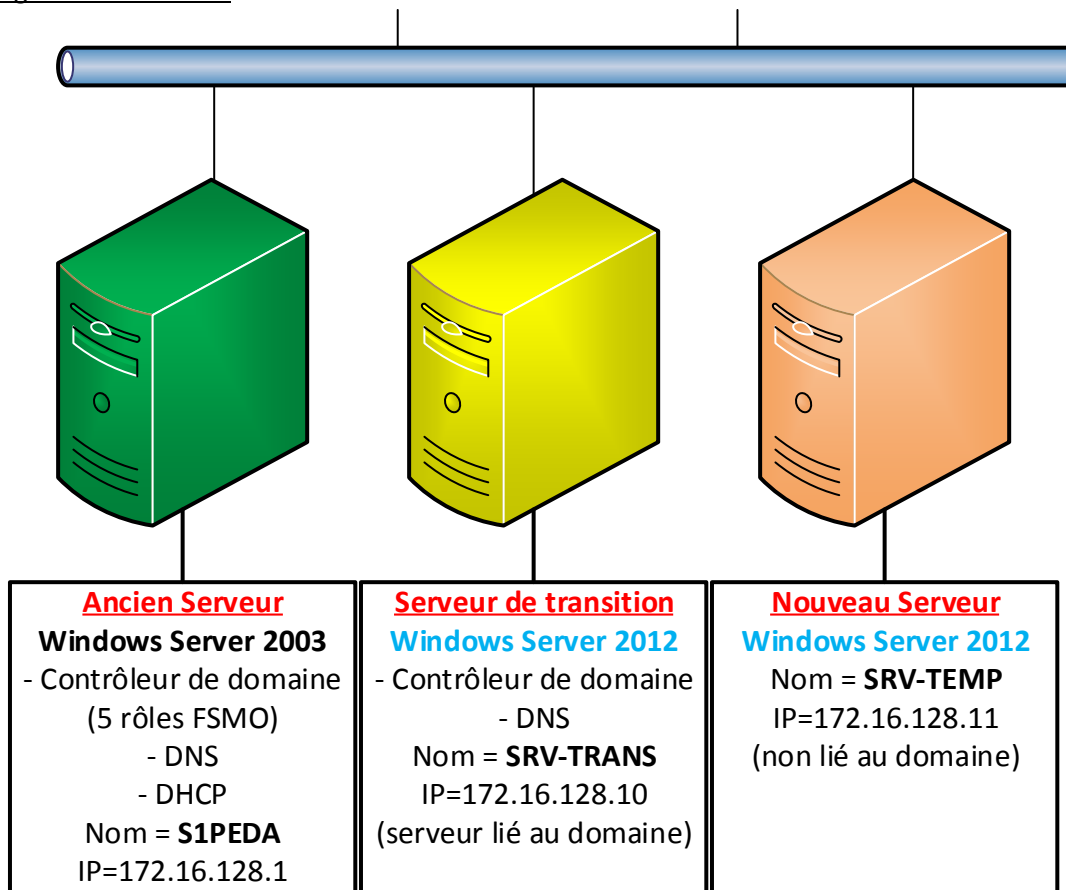 Ancien Serveur
Windows Server 2003
- Contrôleur de domaine
(5 rôles FSMO)
- DNS
- DHCP
Nom = S1PEDA
IP=172.16.128.1
Serveur de transition
Windows Server 2012
- Contrôleur de domaine
- DNS
Nom = SRV-TRANS
IP=172.16.128.10
(serveur lié au domaine)
Nouveau Serveur
Windows Server 2012
Nom = SRV-TEMP
IP=172.16.128.11
(non lié au domaine)